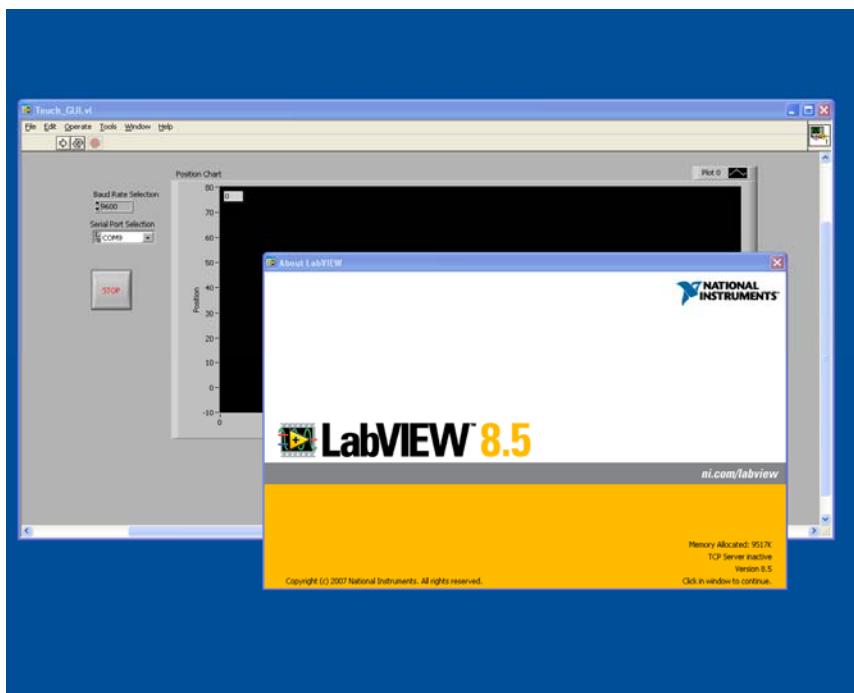 Touch_GUI.vi
File Edit Operate Tools Window Help
1
Position Chart
Plot 0
Baud Rate Selection
9600
Serial Port Selection
COM9
STOP
Position
80
70
60
50
40
30
20
10
0
-10
0
0
About LabVIEW
NATIONAL
INSTRUMENTS™
LabVIEW™ 8.5
ni.com/labview
Memory Allocated: 9517K
TCP Server inactive
Version 8.5
Copyright (c) 2007 National Instruments. All rights reserved.
Click in window to continue.